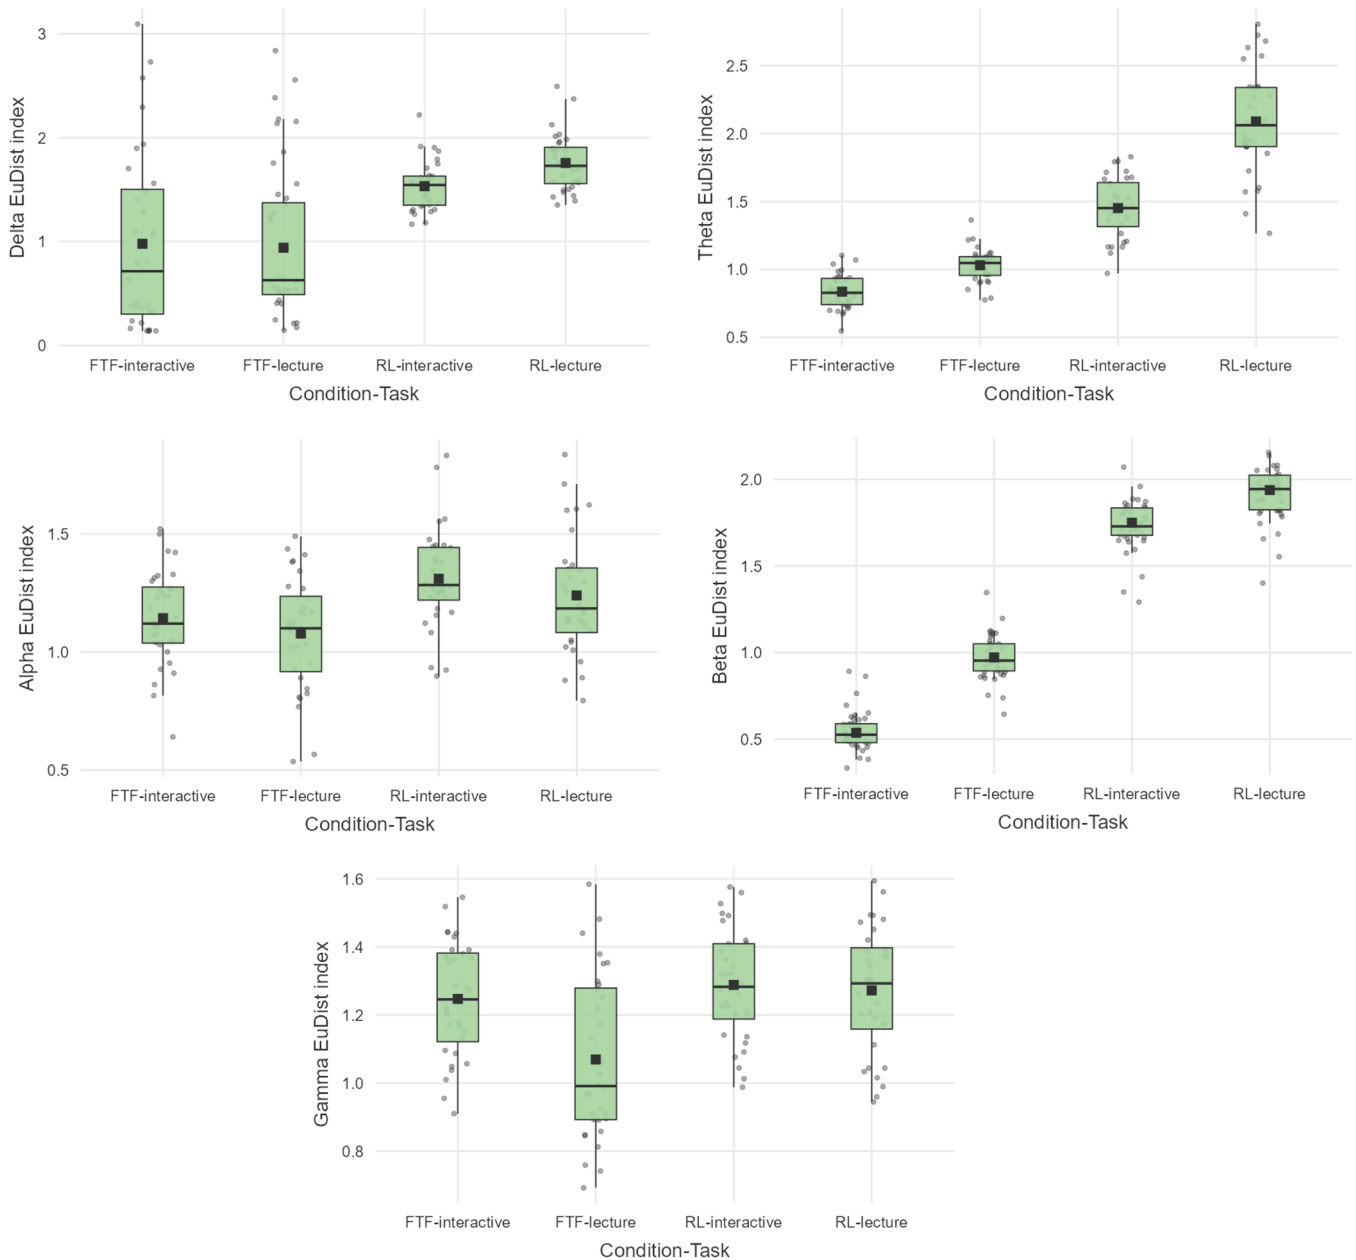 Delta EuDist index
3
2
1
0
FTF-interactive FTF-lecture RL-interactive RL-lecture
Condition-Task
Theta EuDist index
2.5
2.0
1.5
1.0
0.5
FTF-interactive FTF-lecture RL-interactive RL-lecture
Condition-Task
Alpha EuDist index
1.5
1.0
0.5
FTF-interactive FTF-lecture RL-interactive RL-lecture
Condition-Task
Beta EuDist index
2.0
1.5
1.0
0.5
FTF-interactive FTF-lecture RL-interactive RL-lecture
Condition-Task
Gamma EuDist index
1.6
1.4
1.2
1.0
0.8
FTF-interactive FTF-lecture RL-interactive RL-lecture
Condition-Task